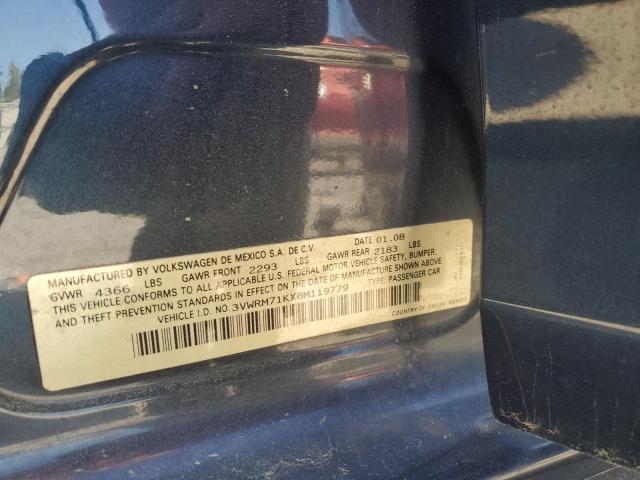 MANUFACTURED BY VOLKSWAGEN DE MEXICO S.A. DE C.V. DATE 01.08
GVWR 4366 LBS GAWR FRONT 2293 LBS GAWR REAR 2183 LBS
THIS VEHICLE CONFORMS TO ALL APPLICABLE U.S. FEDERAL MOTOR VEHICLE SAFETY, BUMPER,
AND THEFT PREVENTION STANDARDS IN EFFECT ON THE DATE OF MANUFACTURE SHOWN ABOVE.
VEHICLE I.D. NO. 3VWRM71KX8M119779 TYPE: PASSENGER CAR
COUNTRY OF ORIGIN: MEXICO